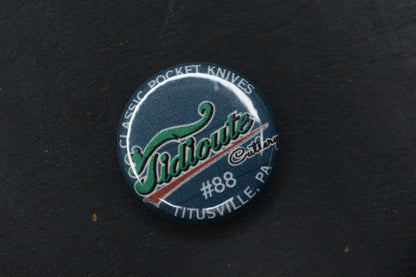 CLASSIC POCKET KNIVES
Tidioute
Cutlery
#88
TITUSVILLE, PA